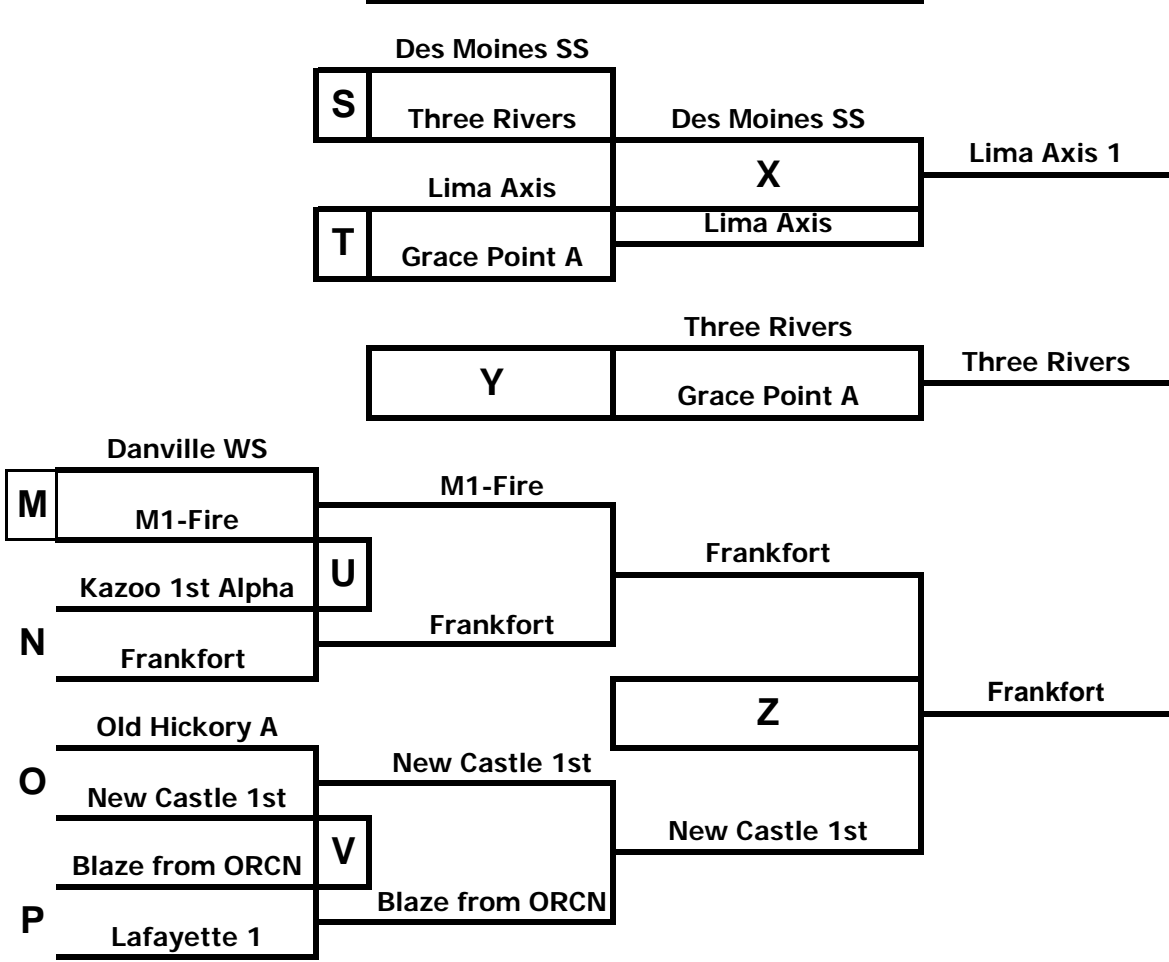 Des Moines SS
S
Three Rivers
Des Moines SS
Lima Axis 1
X
Lima Axis
Lima Axis
T
Grace Point A
Three Rivers
Y
Three Rivers
Grace Point A
Danville WS
M
M1-Fire
M1-Fire
Frankfort
U
Kazoo 1st Alpha
Frankfort
N
Frankfort
Frankfort
Z
Old Hickory A
New Castle 1st
O
New Castle 1st
New Castle 1st
V
Blaze from ORCN
Blaze from ORCN
P
Lafayette 1